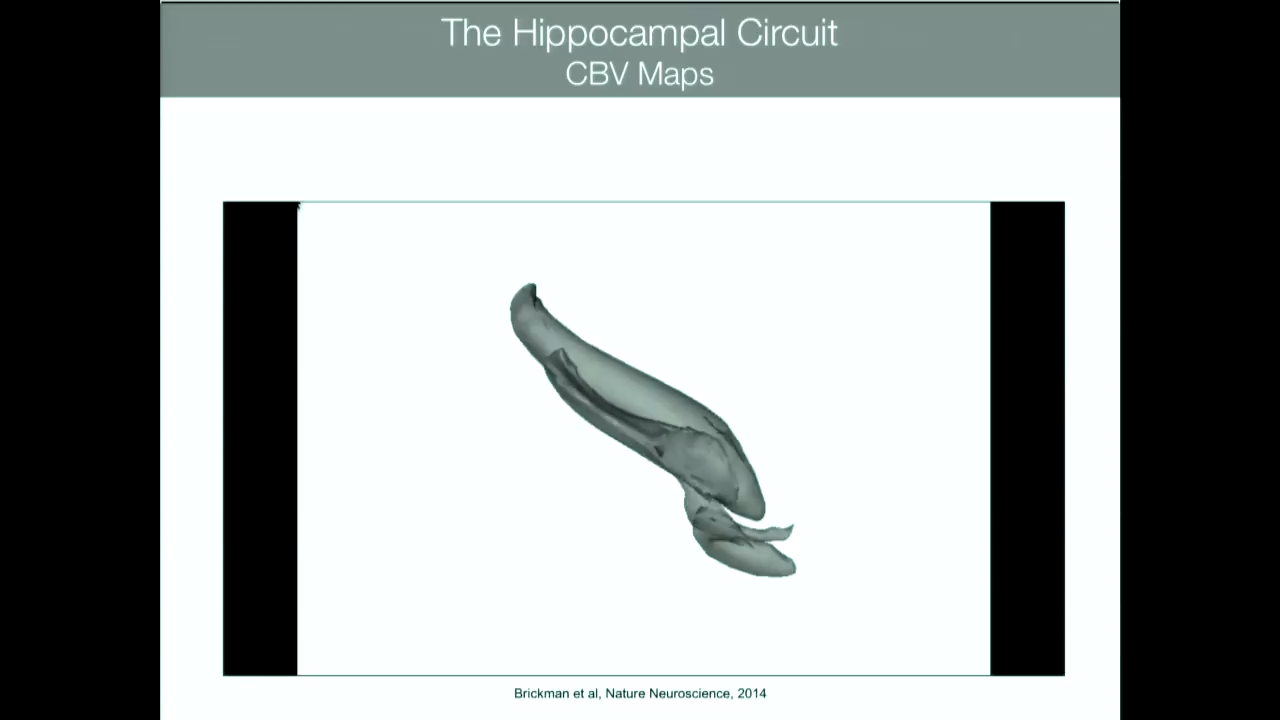 The Hippocampal Circuit
CBV Maps
Brickman et al, Nature Neuroscience, 2014